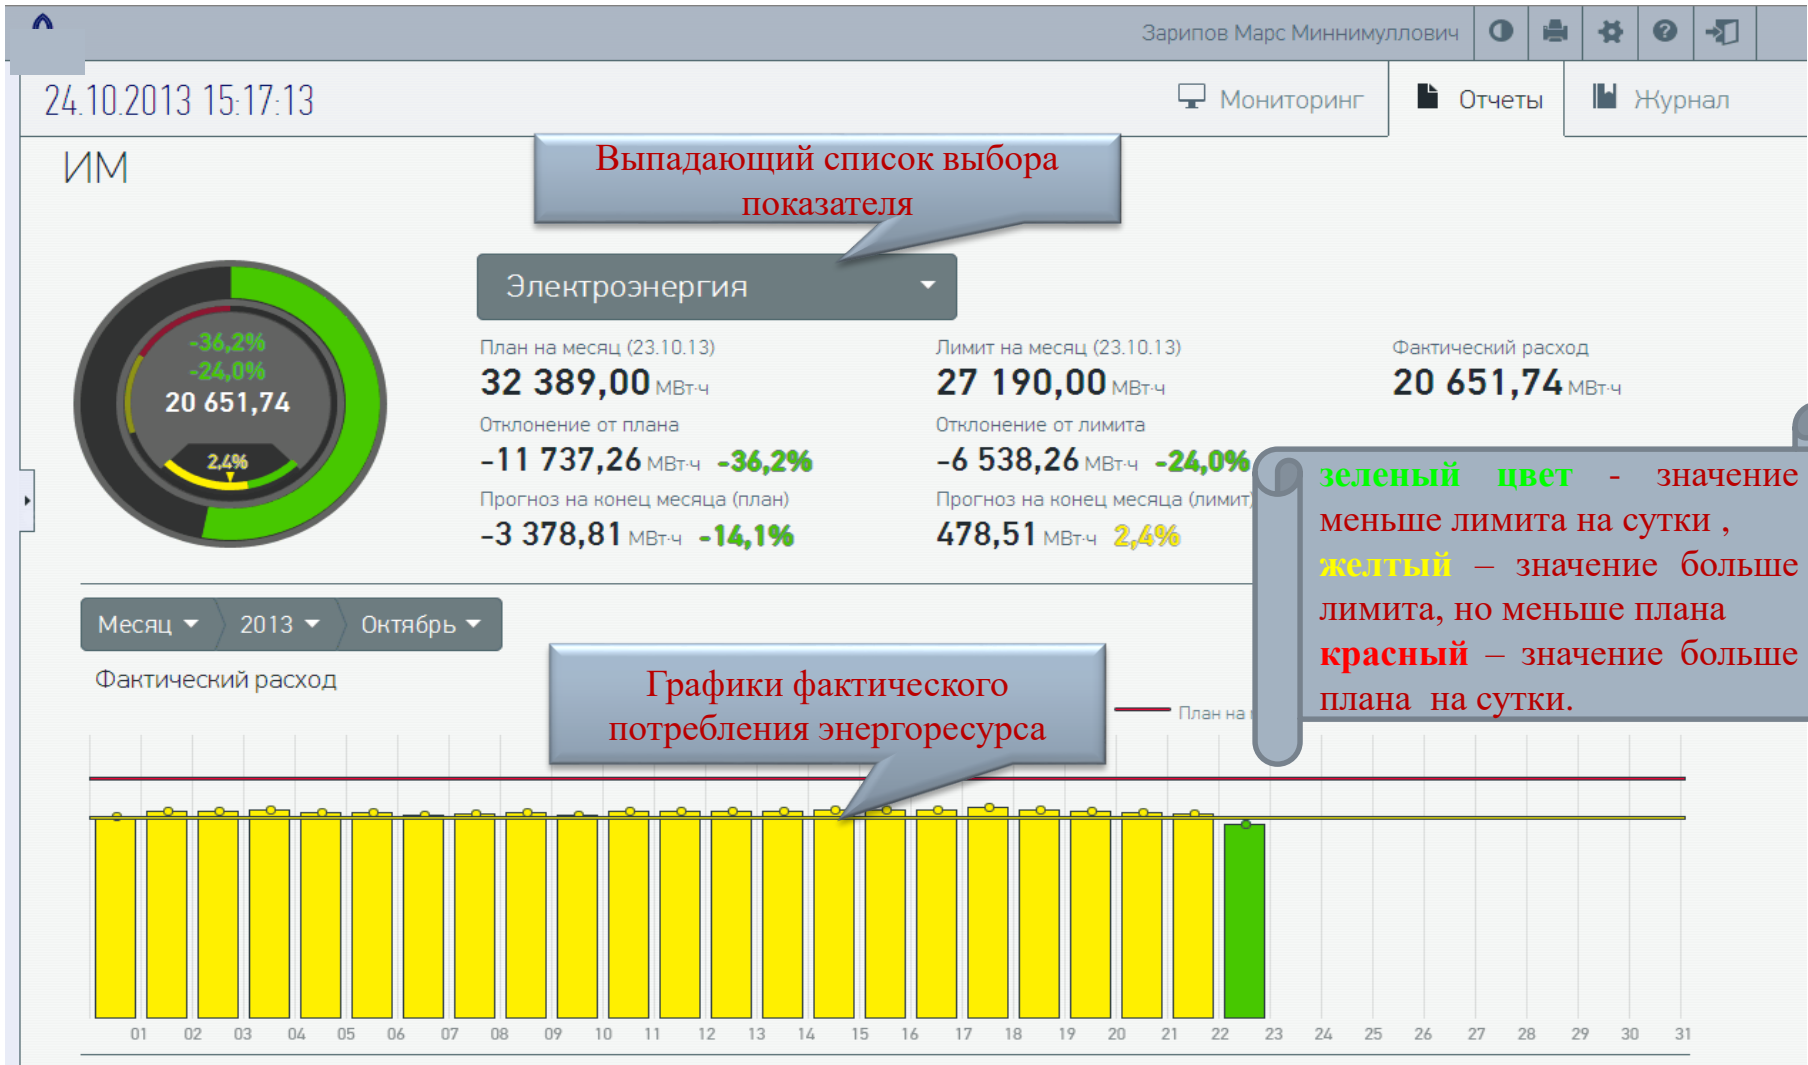 Зарипов Марс Миннимуллович
24.10.2013 15:17:13
Мониторинг
Отчеты
Журнал
ИМ
Выпадающий список выбора
показателя
Электроэнергия
-36,2%
-24,0%
20 651,74
2,4%
План на месяц (23.10.13)
32 389,00 МВт·ч
Лимит на месяц (23.10.13)
27 190,00 МВт·ч
Фактический расход
20 651,74 МВт·ч
Отклонение от плана
-11 737,26 МВт·ч -36,2%
Отклонение от лимита
-6 538,26 МВт·ч -24,0%
Прогноз на конец месяца (план)
-3 378,81 МВт·ч -14,1%
Прогноз на конец месяца (лимит)
478,51 МВт·ч 2,4%
зеленый цвет - значение
меньше лимита на сутки ,
желтый – значение больше
лимита, но меньше плана
красный – значение больше
плана на сутки.
Месяц 2013 Октябрь
Фактический расход
Графики фактического
потребления энергоресурса
План на
01 02 03 04 05 06 07 08 09 10 11 12 13 14 15 16 17 18 19 20 21 22 23 24 25 26 27 28 29 30 31